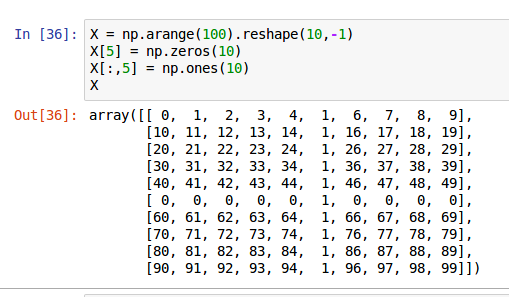 In [36]: X = np.arange(100).reshape(10,-1)
X[5] = np.zeros(10)
X[:,5] = np.ones(10)
X
Out[36]: array([[ 0,  1,  2,  3,  4,  1,  6,  7,  8,  9],
       [10, 11, 12, 13, 14,  1, 16, 17, 18, 19],
       [20, 21, 22, 23, 24,  1, 26, 27, 28, 29],
       [30, 31, 32, 33, 34,  1, 36, 37, 38, 39],
       [40, 41, 42, 43, 44,  1, 46, 47, 48, 49],
       [ 0,  0,  0,  0,  0,  1,  0,  0,  0,  0],
       [60, 61, 62, 63, 64,  1, 66, 67, 68, 69],
       [70, 71, 72, 73, 74,  1, 76, 77, 78, 79],
       [80, 81, 82, 83, 84,  1, 86, 87, 88, 89],
       [90, 91, 92, 93, 94,  1, 96, 97, 98, 99]])